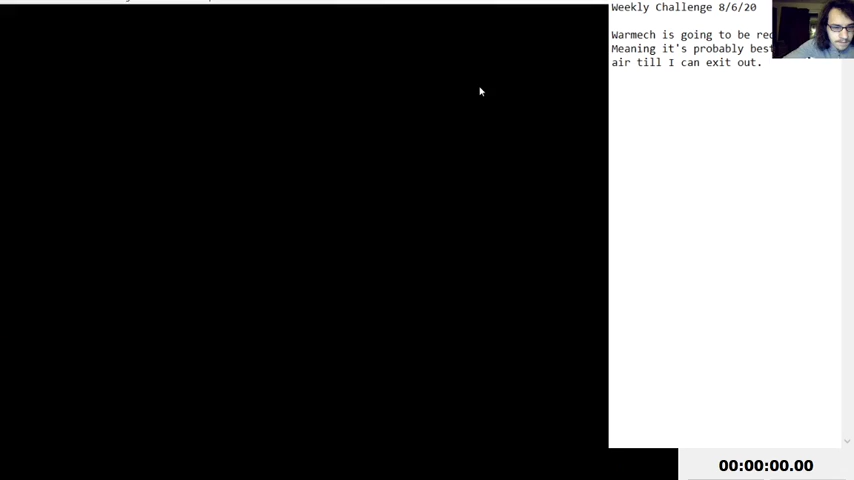 Weekly Challenge 8/6/20
Warmech is going to be
Meaning it's probably best
air till I can exit out.
00:00:00.00